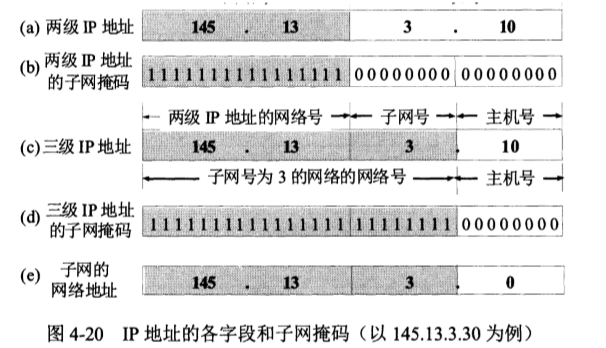 (a) 两级 IP 地址 145 . 13 3 . 10
(b) 两级 IP 地址
的子网掩码 1111111111111111 00000000 00000000
两级 IP 地址的网络号 子网号 主机号
(c) 三级 IP 地址 145 . 13 . 3 . 10
子网号为 3 的网络的网络号 主机号
(d) 三级 IP 地址
的子网掩码 1111111111111111 11111111 00000000
(e) 子网的
网络地址 145 . 13 . 3 . 0
图 4-20 IP 地址的各字段和子网掩码（以 145.13.3.30 为例）